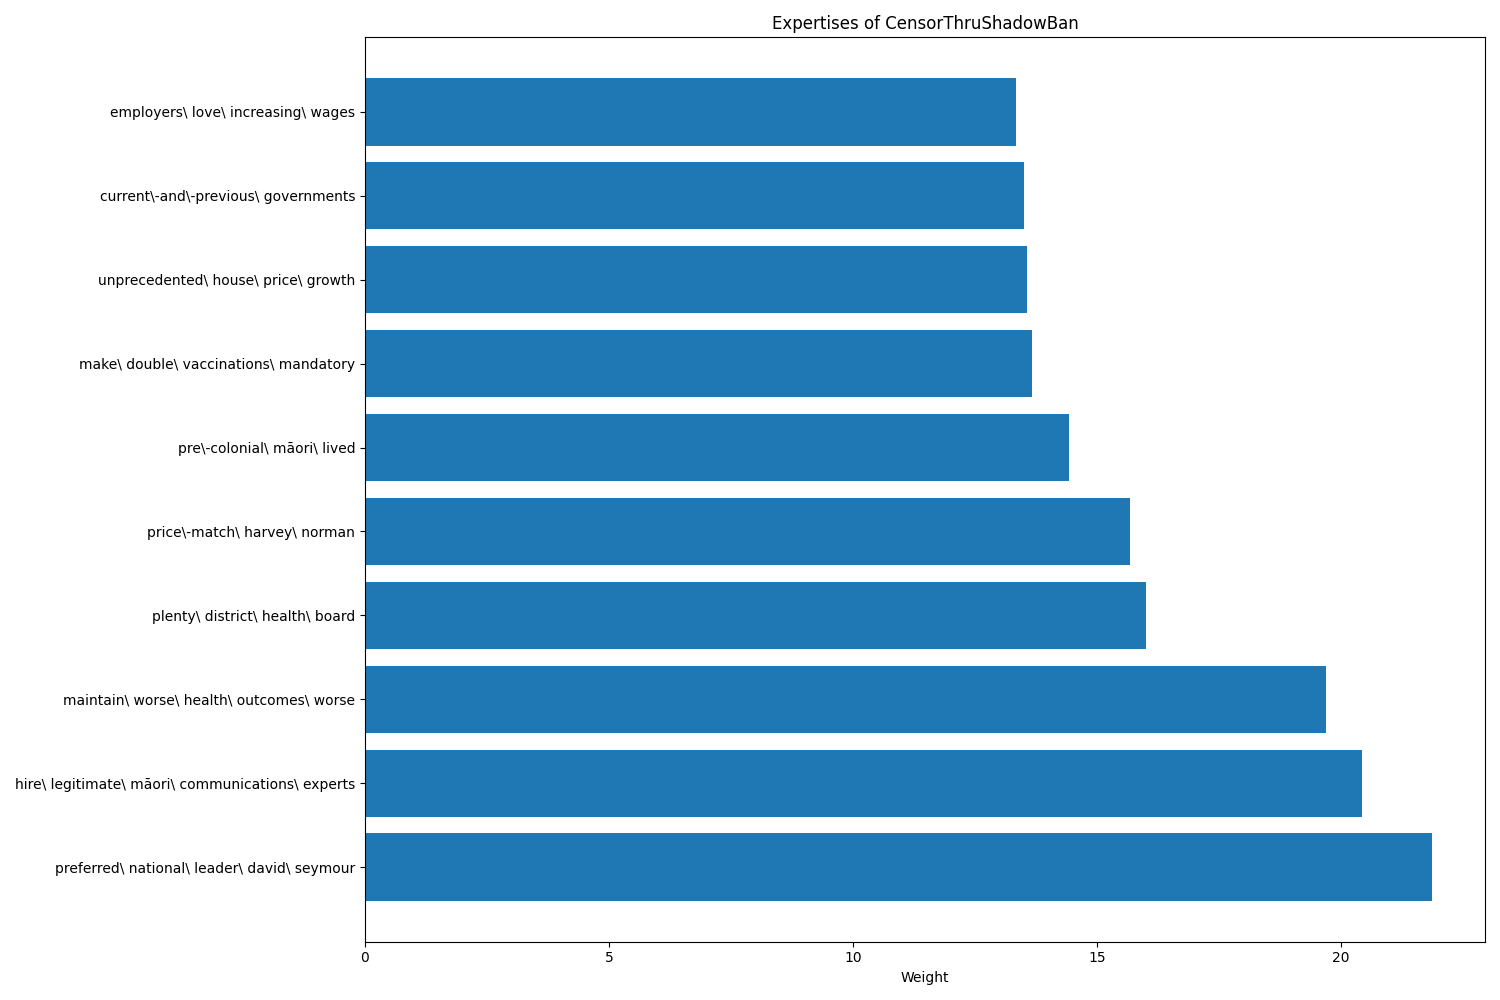 Expertises of CensorThruShadowBan
employers\ love\ increasing\ wages
current\-and\-previous\ governments
unprecedented\ house\ price\ growth
make\ double\ vaccinations\ mandatory
pre\-colonial\ māori\ lived
price\-match\ harvey\ norman
plenty\ district\ health\ board
maintain\ worse\ health\ outcomes\ worse
hire\ legitimate\ māori\ communications\ experts
preferred\ national\ leader\ david\ seymour
0 5 10 15 20
Weight